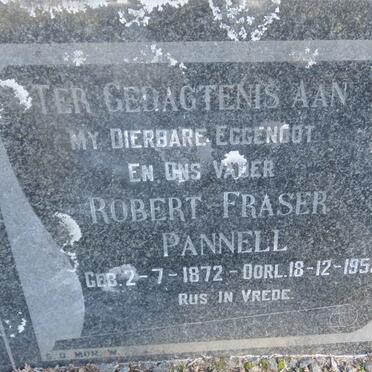 TER GEDAGTENIS AAN
MY DIERBARE EGGENOOT
EN ONS VADER
ROBERT FRASER
PANNELL
GEB. 2-7-1872 - OORL. 18-12-195
RUS IN VREDE.